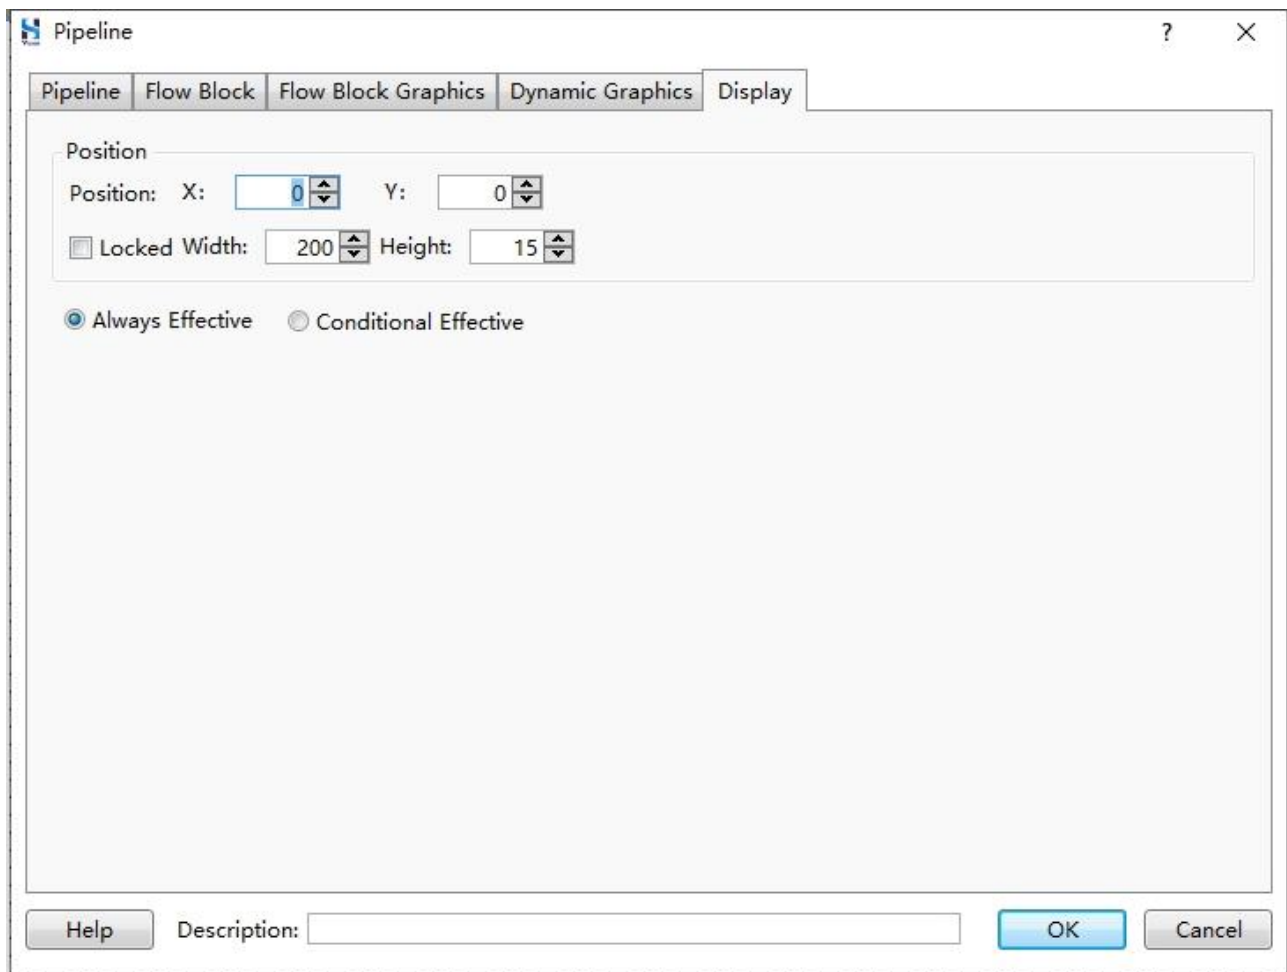 Pipeline ?
Pipeline Flow Block Flow Block Graphics Dynamic Graphics Display
Position
Position: X: 0 Y: 0
Locked Width: 200 Height: 15
Always Effective Conditional Effective
Help Description: OK Cancel